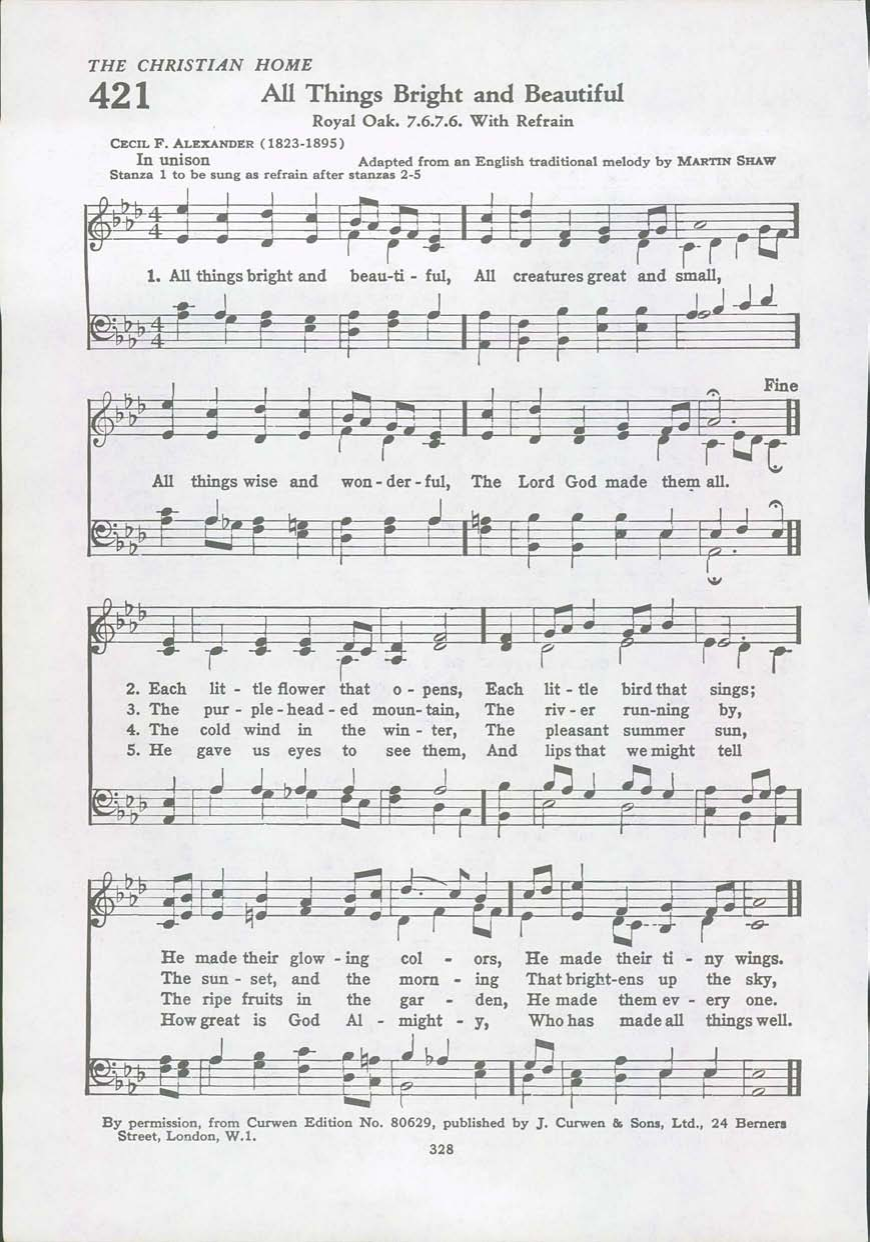 THE CHRISTIAN HOME
421 All Things Bright and Beautiful
Royal Oak. 7.6.7.6. With Refrain
CECIL F. ALEXANDER (1823-1895)
In unison Adapted from an English traditional melody by MARTIN SHAW
Stanza 1 to be sung as refrain after stanzas 2-5
4 4
1. All things bright and beau-ti - ful, All creatures great and small,
4 4
Fine
All things wise and won-der-ful, The Lord God made them all.
2. Each lit - tle flower that o - pens, Each lit - tle bird that sings;
3. The pur - ple-head-ed moun-tain, The riv-er run-ning by,
4. The cold wind in the win - ter, The pleasant summer sun,
5. He gave us eyes to see them, And lips that we might tell
He made their glow - ing col - ors, He made their ti - ny wings.
The sun - set, and the morn - ing That bright-ens up the sky,
The ripe fruits in the gar - den, He made them ev - ery one.
How great is God Al - might - y, Who has made all things well.
By permission, from Curwen Edition No. 80629, published by J. Curwen & Sons, Ltd., 24 Berners
Street, London, W.1.
328